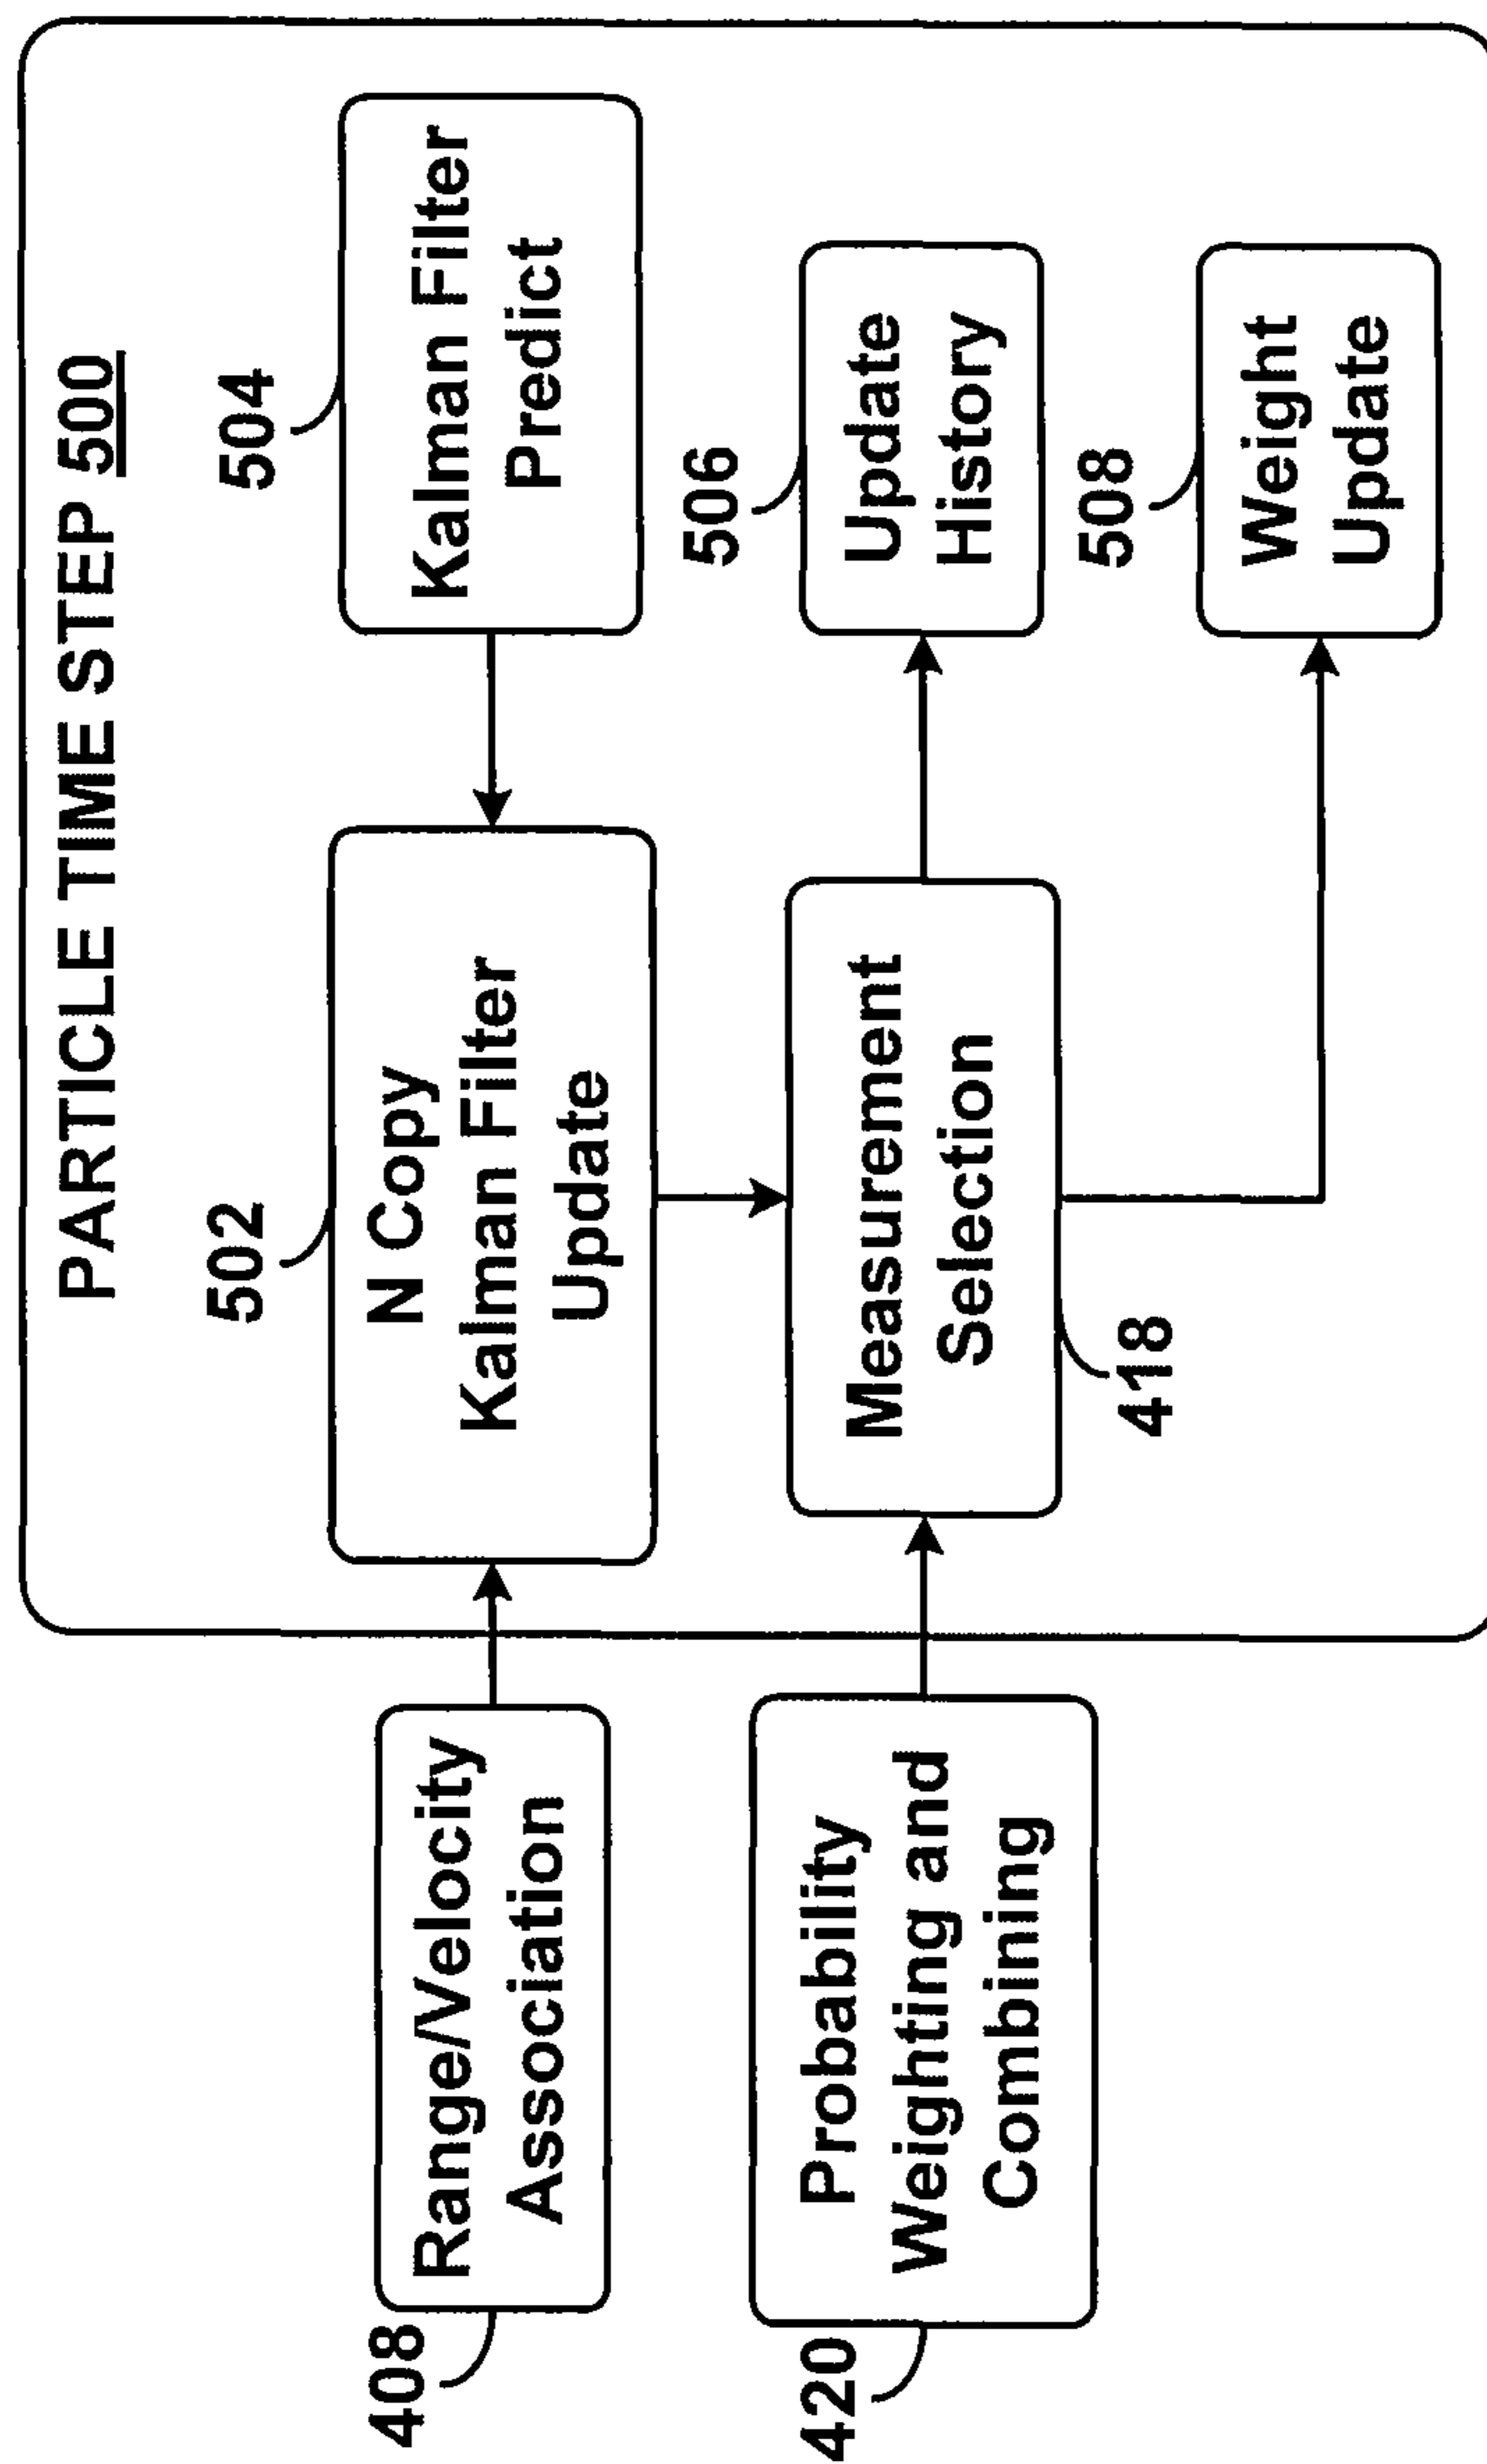 PARTICLE TIME STEP 500
502
504
408
Range/Velocity
Association
N Copy
Kalman Filter
Update
Kalman Filter
Predict
506
420
Probability
Weighting and
Combining
Measurement
Selection
Update
History
418
508
Weight
Update